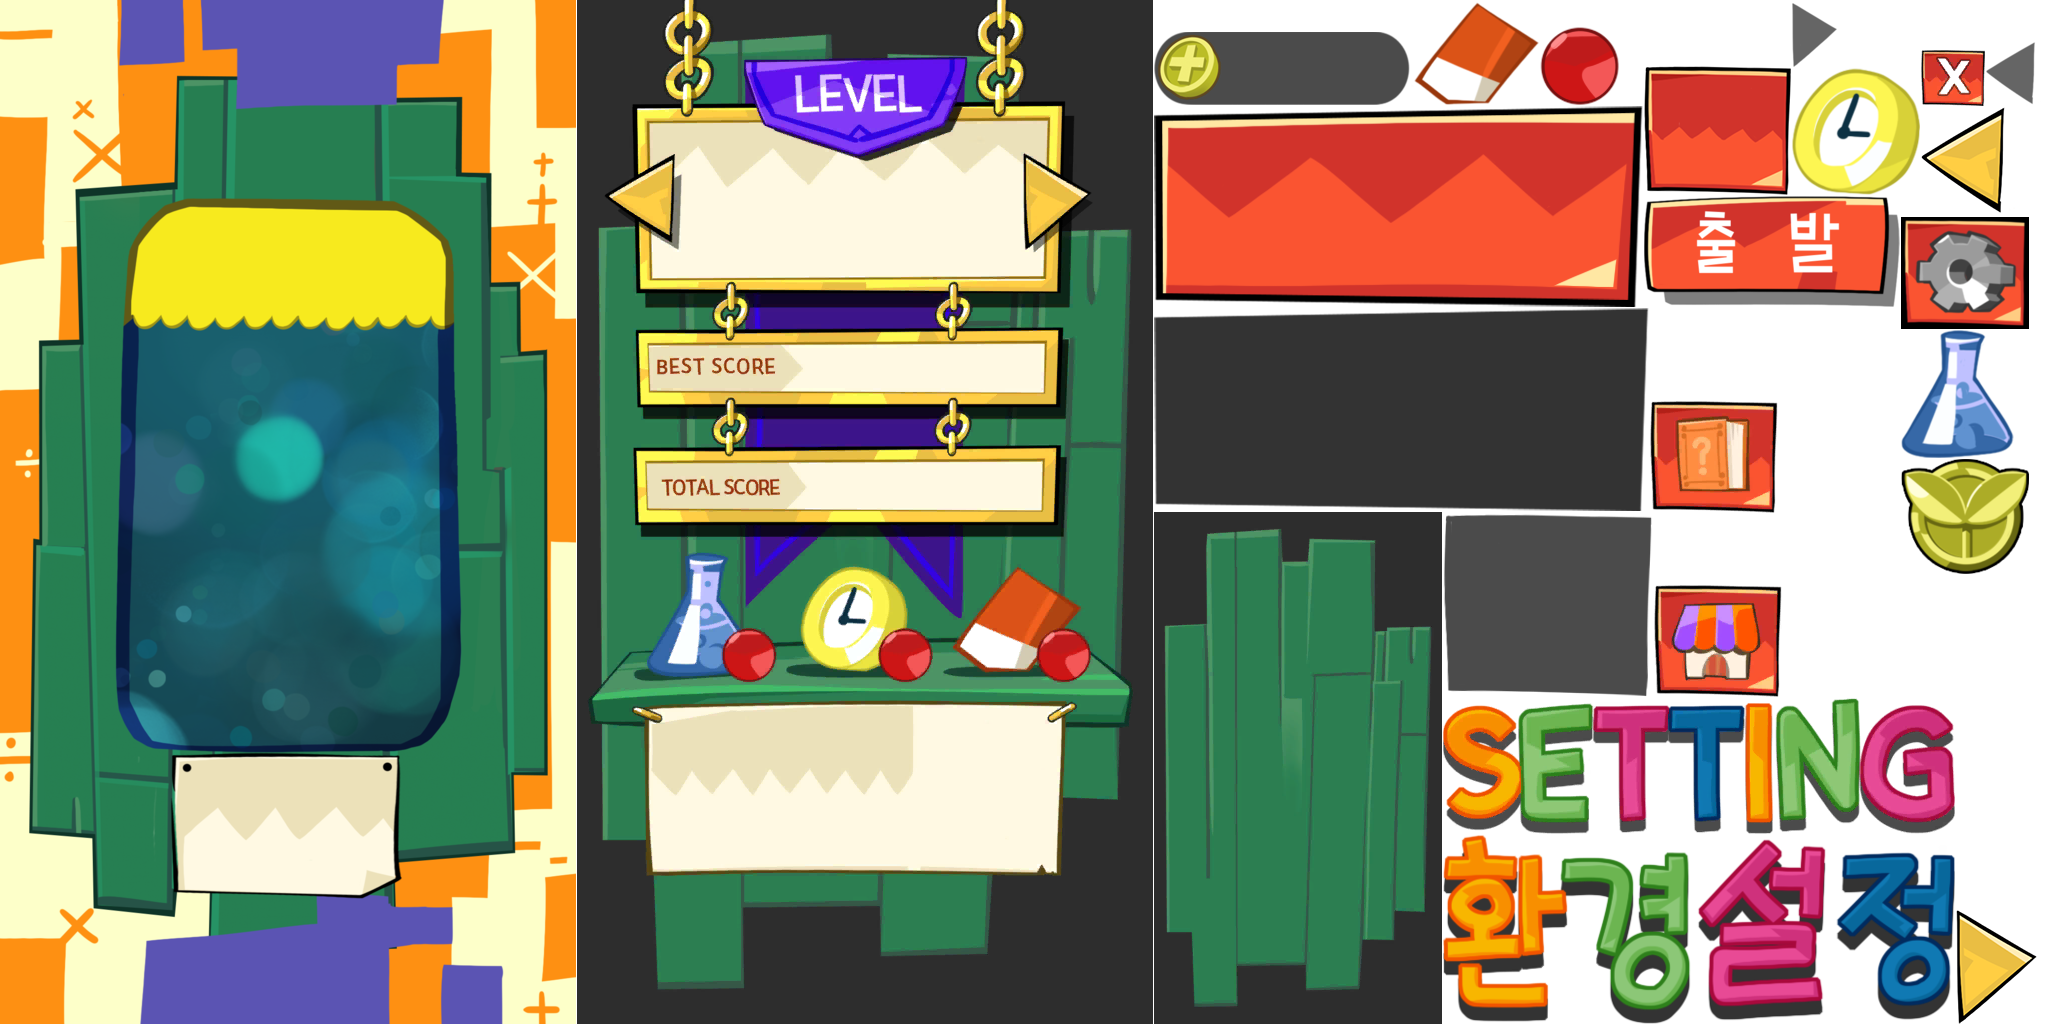 LEVEL
BEST SCORE
TOTAL SCORE
X
출 발
?
SETTING
환경설정